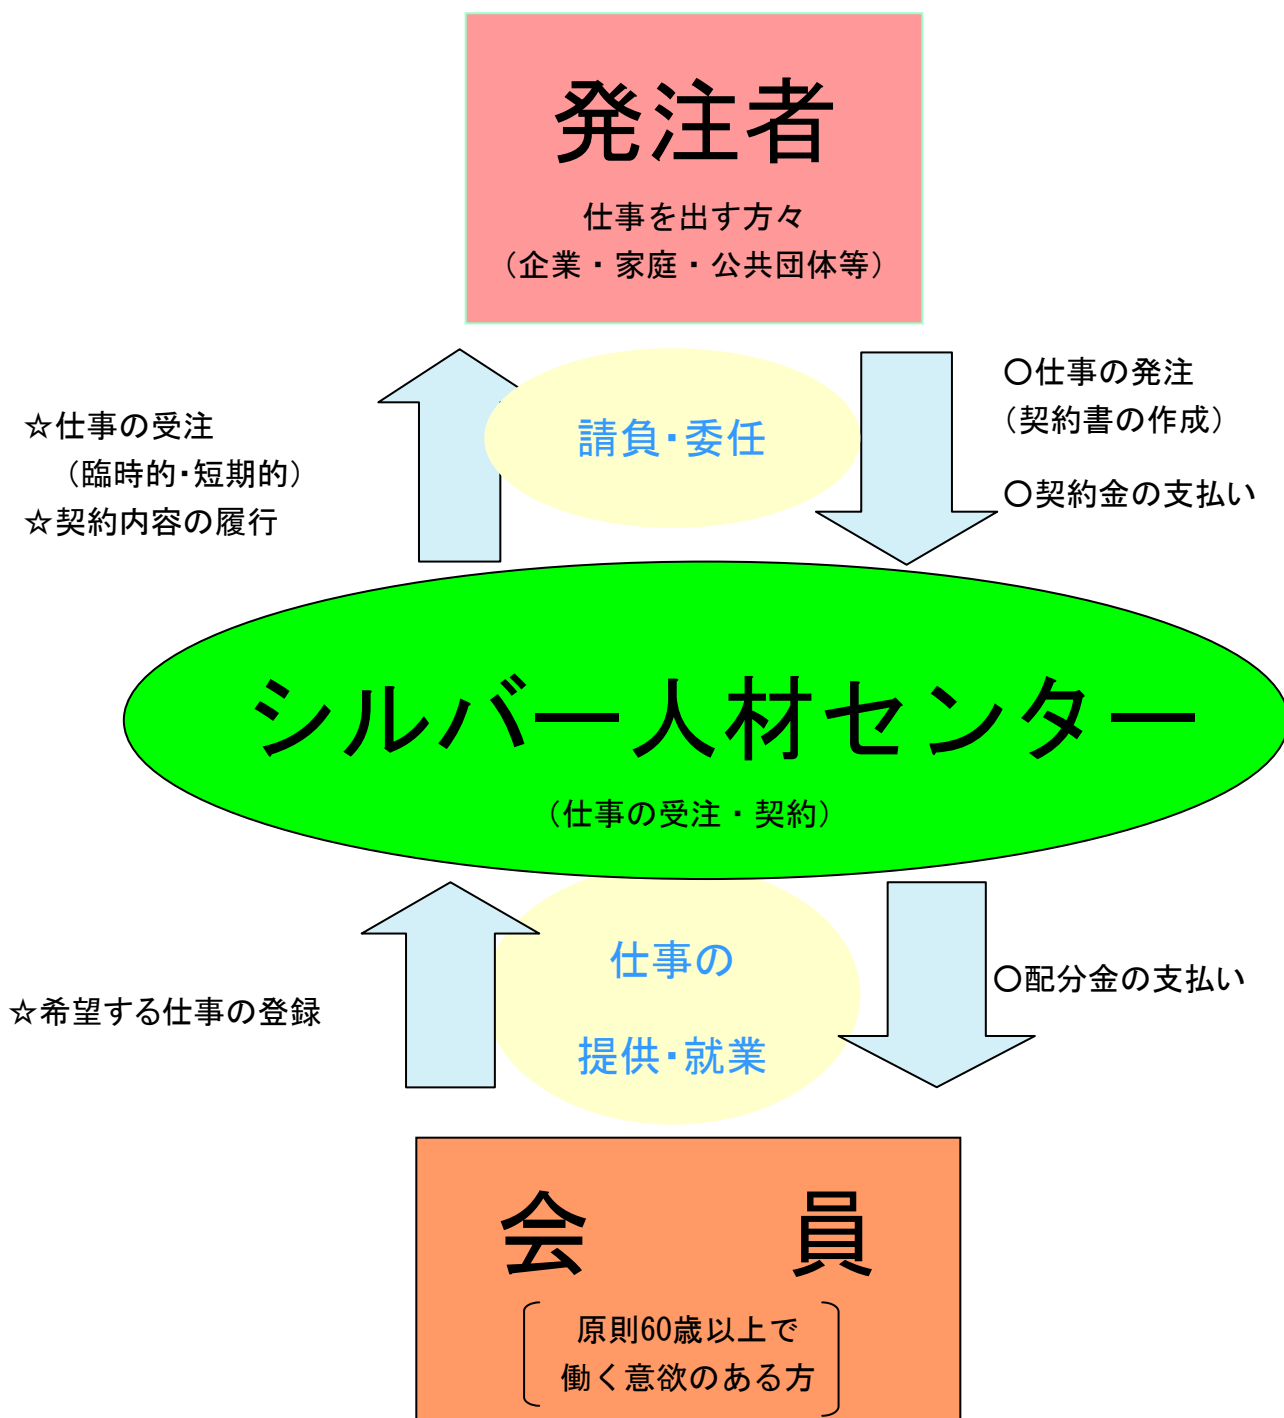 発注者
仕事を出す方々
（企業・家庭・公共団体等）
☆仕事の受注
（臨時的・短期的）
☆契約内容の履行
請負・委任
〇仕事の発注
（契約書の作成）
〇契約金の支払い
シルバー人材センター
（仕事の受注・契約）
☆希望する仕事の登録
仕事の
提供・就業
〇配分金の支払い
会　員
原則60歳以上で
働く意欲のある方